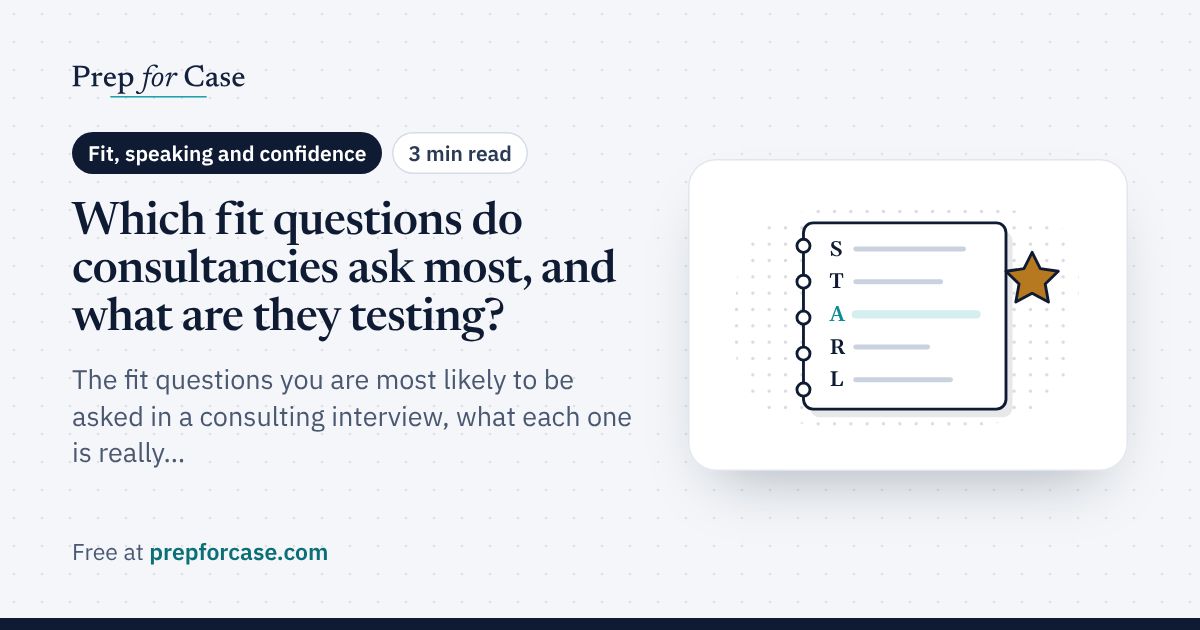 Prep for Case
Fit, speaking and confidence
3 min read
Which fit questions do
consultancies ask most, and
what are they testing?
The fit questions you are most likely to be
asked in a consulting interview, what each one
is really...
Free at prepforcase.com
S
T
A
R
L